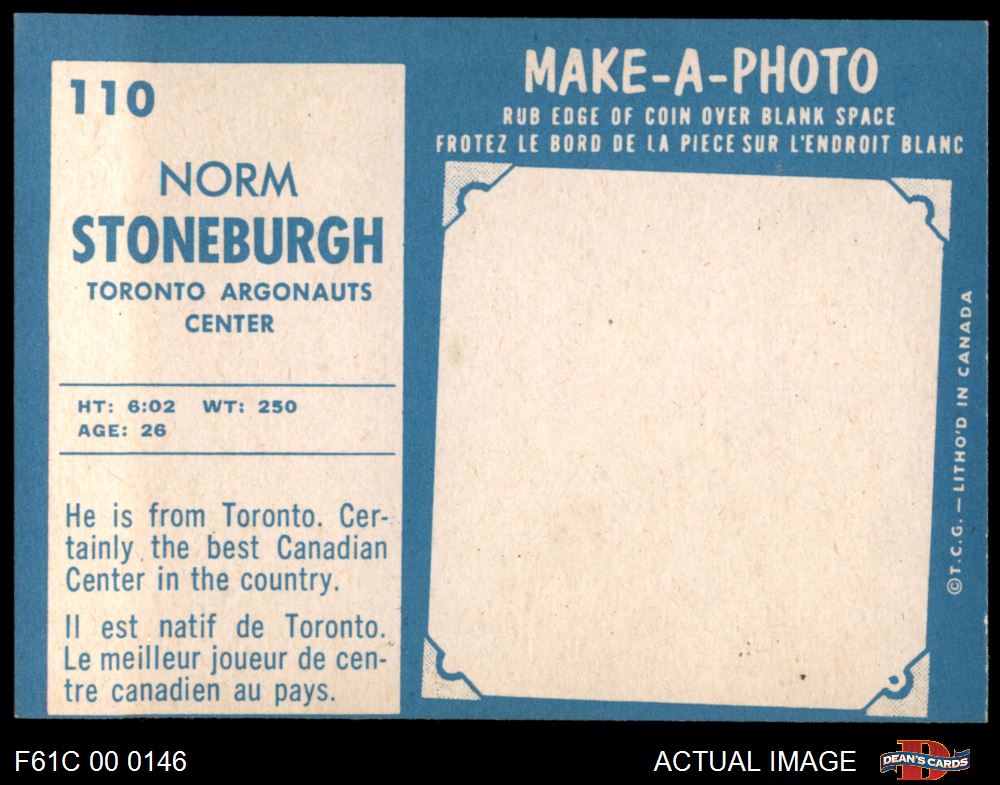 110
NORM
STONEBURGH
TORONTO ARGONAUTS
CENTER
HT: 6:02 WT: 250
AGE: 26
He is from Toronto. Cer-
tainly the best Canadian
Center in the country.
Il est natif de Toronto.
Le meilleur joueur de cen-
tre canadien au pays.
MAKE-A-PHOTO
RUB EDGE OF COIN OVER BLANK SPACE
FROTEZ LE BORD DE LA PIECE SUR L'ENDROIT BLANC
©T.C.G. — LITHO'D IN CANADA
F61C 00 0146
ACTUAL IMAGE
D
DEAN'S CARDS